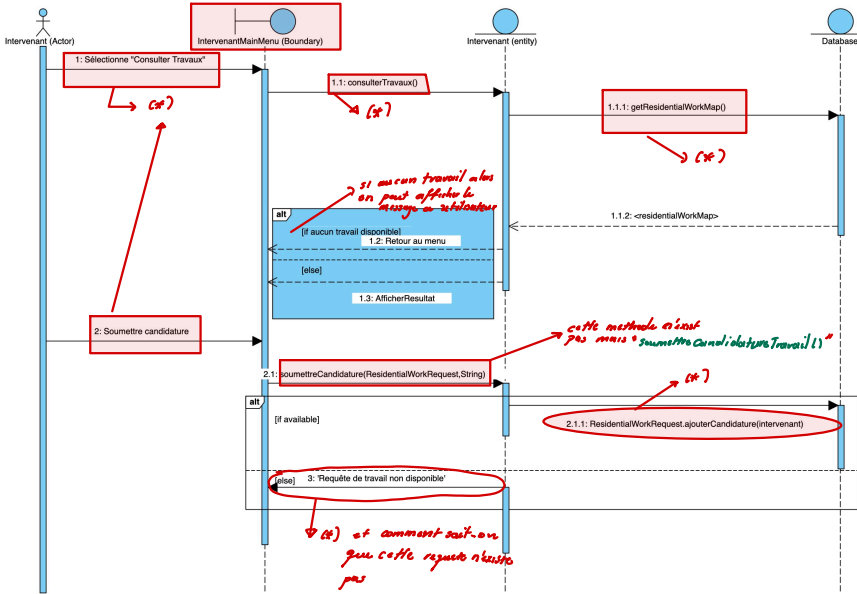 Intervenant (Actor)
IntervenantMainMenu (Boundary)
Intervenant (entity)
Database
1: Sélectionne "Consulter Travaux"
(*)
1.1: consulterTravaux()
(*)
1.1.1: getResidentialWorkMap()
(*)
si aucun travail alors
on peut afficher le
message a utilisateur
alt
[if aucun travail disponible]
1.1.2: <residentialWorkMap>
1.2: Retour au menu
[else]
1.3: AfficherResultat
2: Soumettre candidature
cette methode n'exist
pas mais "soumettreCandidatureTravail()"
2.1: soumettreCandidature(ResidentialWorkRequest,String)
(*)
alt
[if available]
2.1.1: ResidentialWorkRequest.ajouterCandidature(intervenant)
[else]
3: 'Requête de travail non disponible'
(*) et comment sait-on
que cette requete n'existe
pas